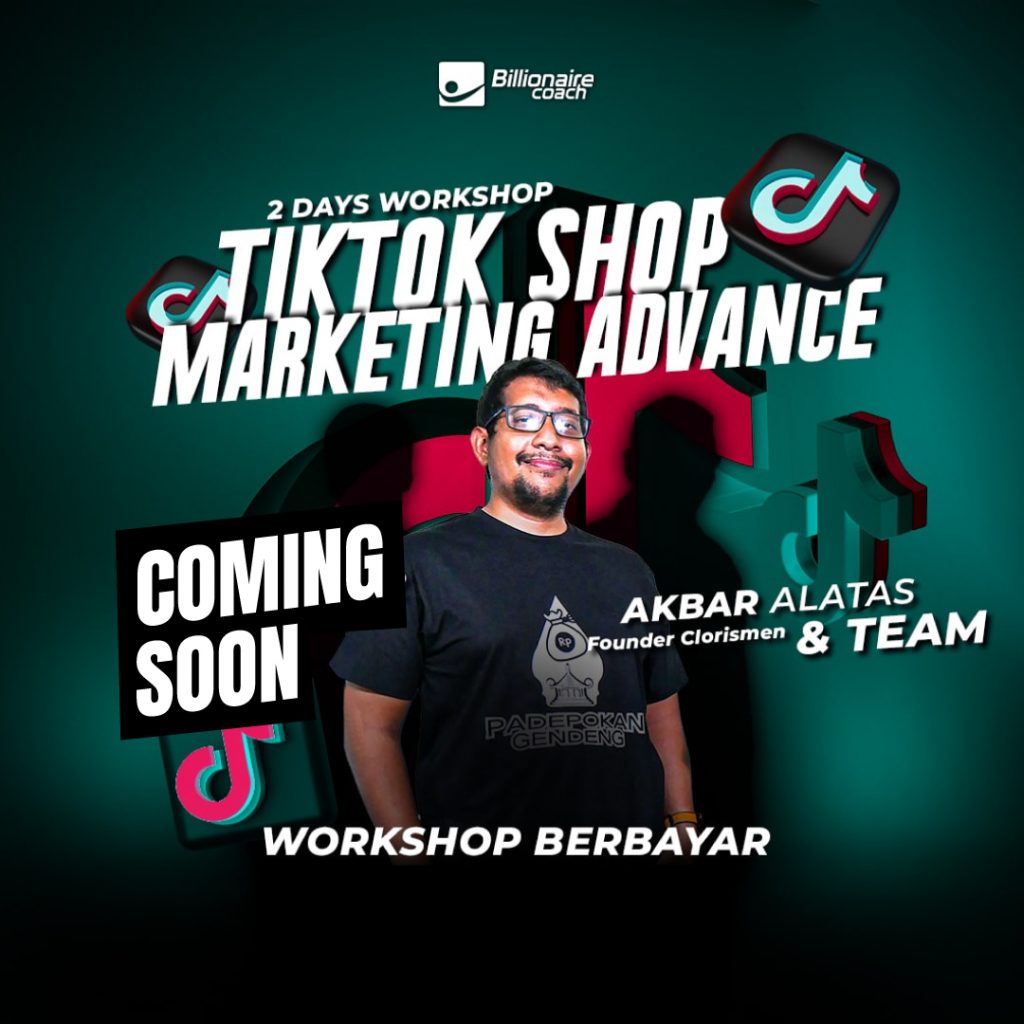 Billionaire
coach
2 DAYS WORKSHOP
TIKTOK SHOP
MARKETING ADVANCE
COMING
SOON
AKBAR ALATAS
Founder Clorismen & TEAM
RP
PADEPOKAN
GENDENG
WORKSHOP BERBAYAR